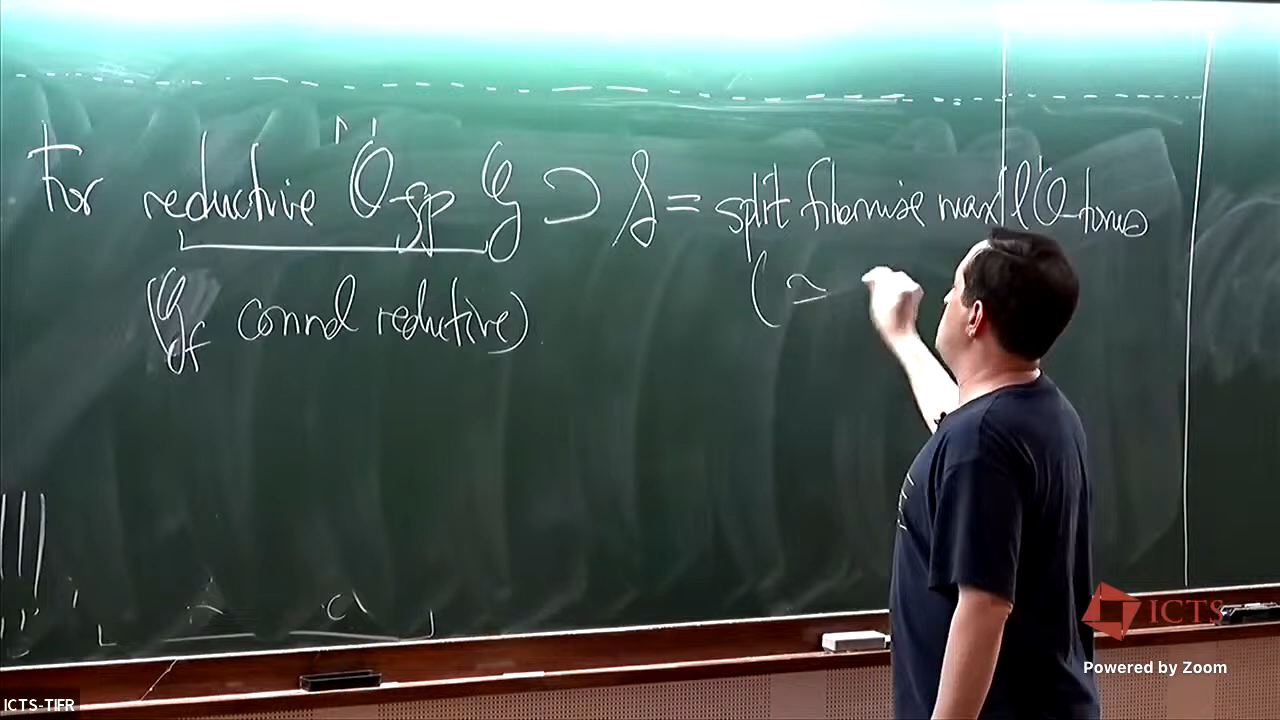 For reductive O-gp G ⊃ S = split fiberwise max'l O-torus
(G_f connd reductive)
(≃
ICTS
Powered by Zoom
ICTS-TIFR